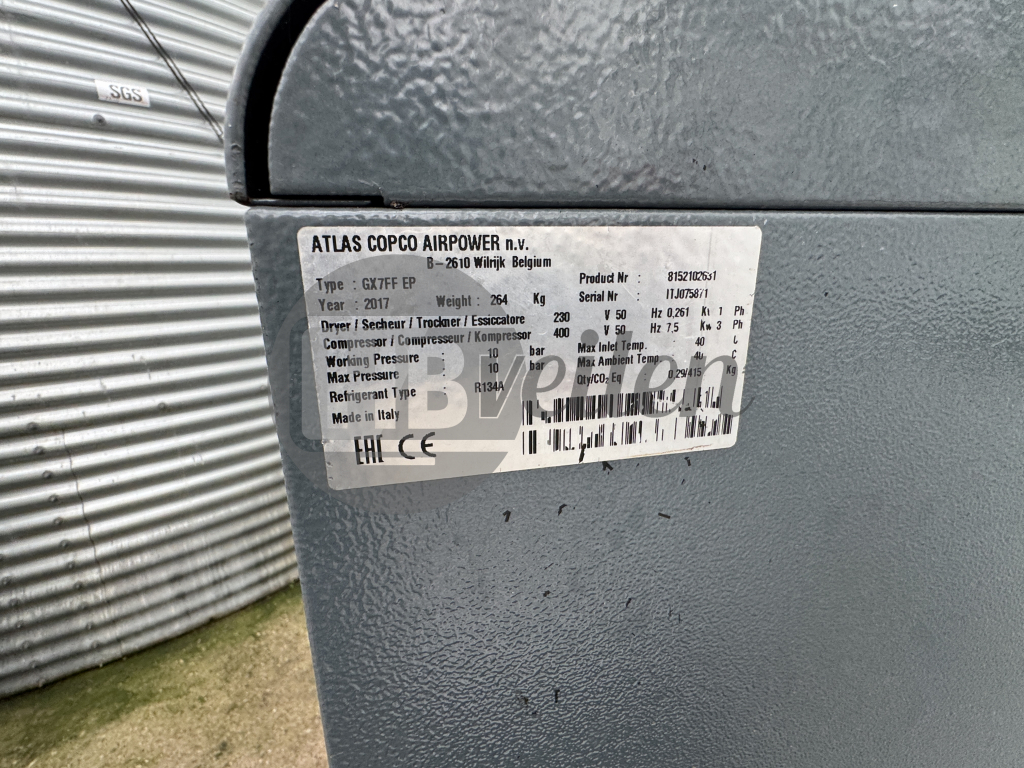 SGS
ATLAS COPCO AIRPOWER n.v.
B-2610 Wilrijk Belgium
Type : GX7FF EP Product Nr : 8152102631
Year : 2017 Weight : 264 Kg Serial Nr : ITJ075871
Dryer / Secheur / Trockner / Essiccatore 230 V 50 Hz 0,261 Kw 1 Ph
Compressor / Compresseur / Kompressor 400 V 50 Hz 7,5 Kw 3 Ph
Working Pressure : 10 bar Max Inlet Temp. : 40 C
Max Pressure : 10 bar Max Ambient Temp. : 40 C
Refrigerant Type : R134A Qty/CO2 Eq : 0,29/415 Kg
Made in Italy
EAC CE
Veiten